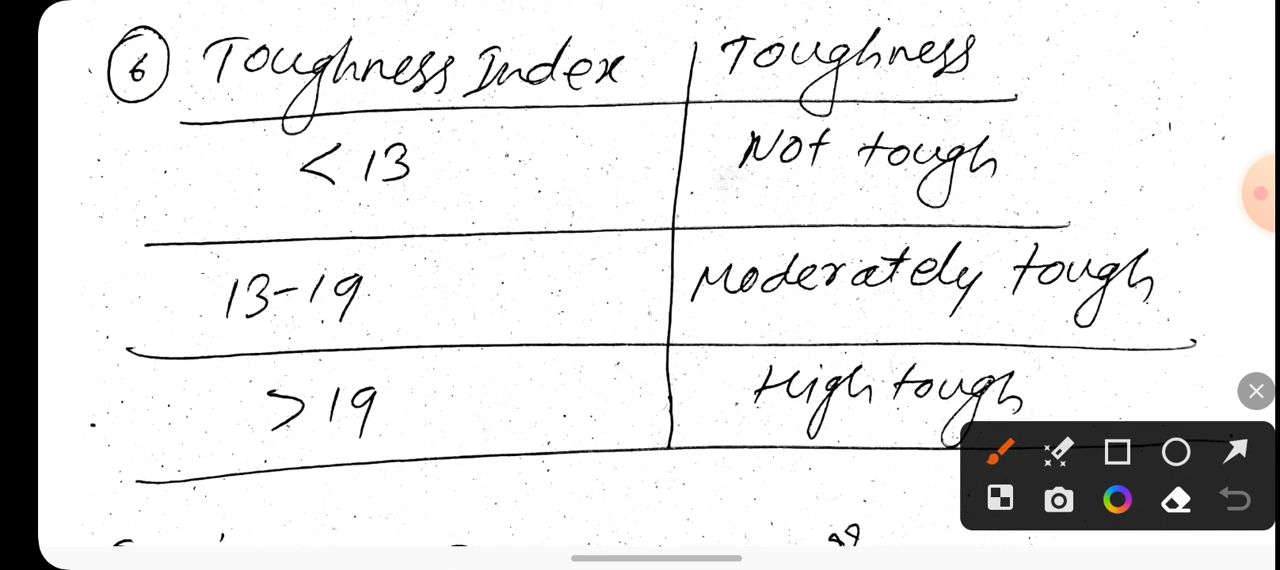 6 Toughness Index | Toughness
< 13 | Not tough
13-19 | Moderately tough
> 19 | High tough